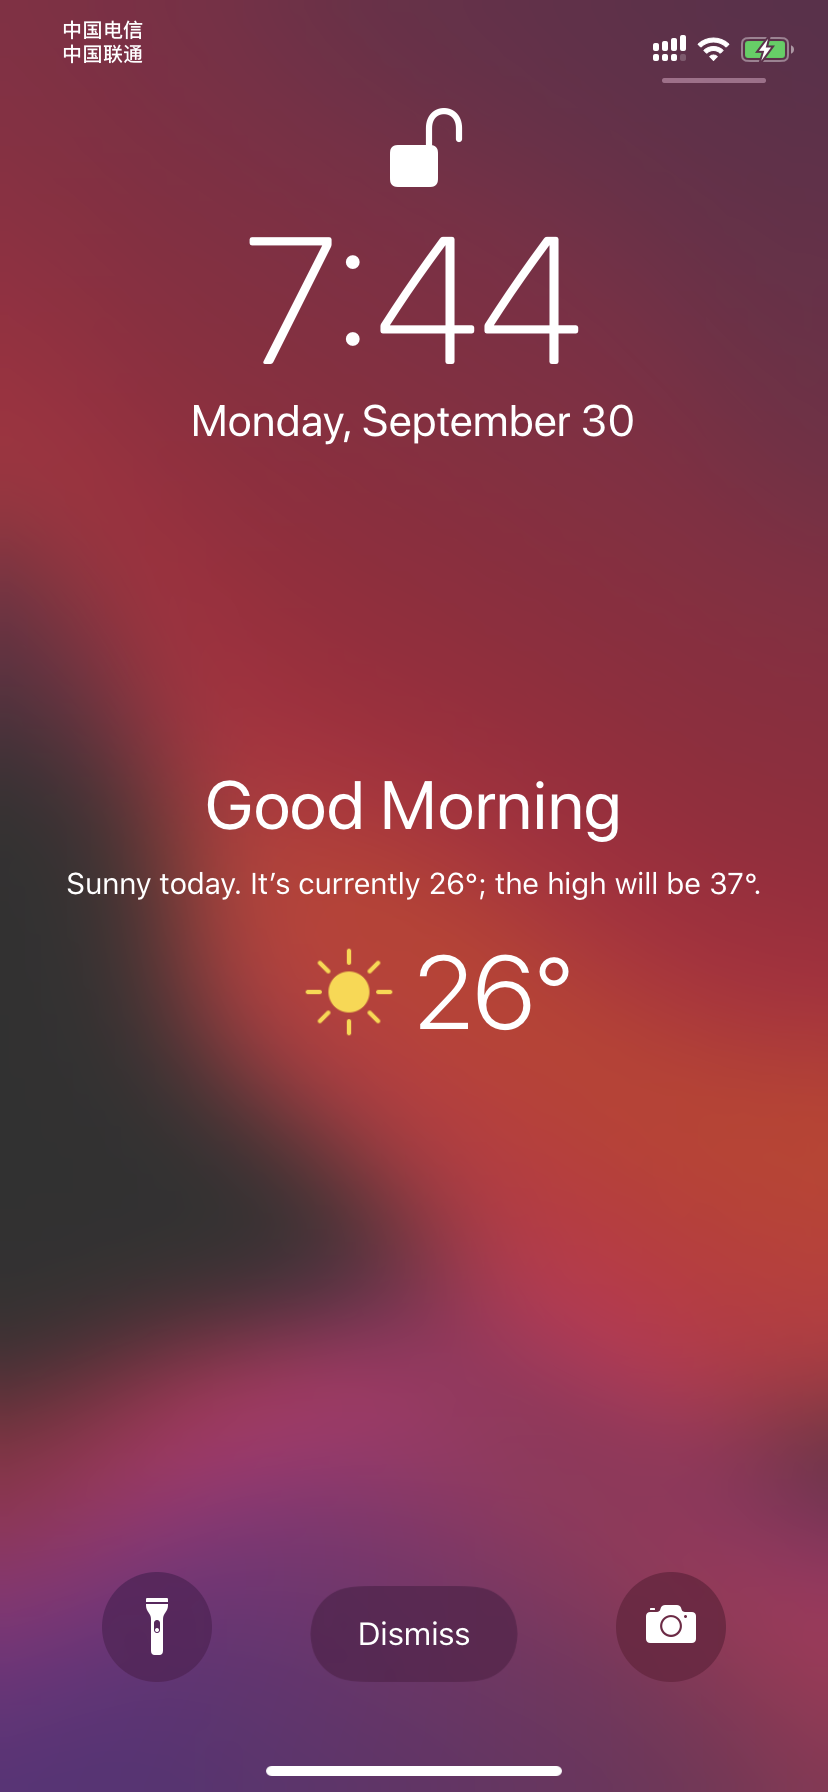 中国电信
中国联通
7:44
Monday, September 30
Good Morning
Sunny today. It’s currently 26°; the high will be 37°.
26°
Dismiss